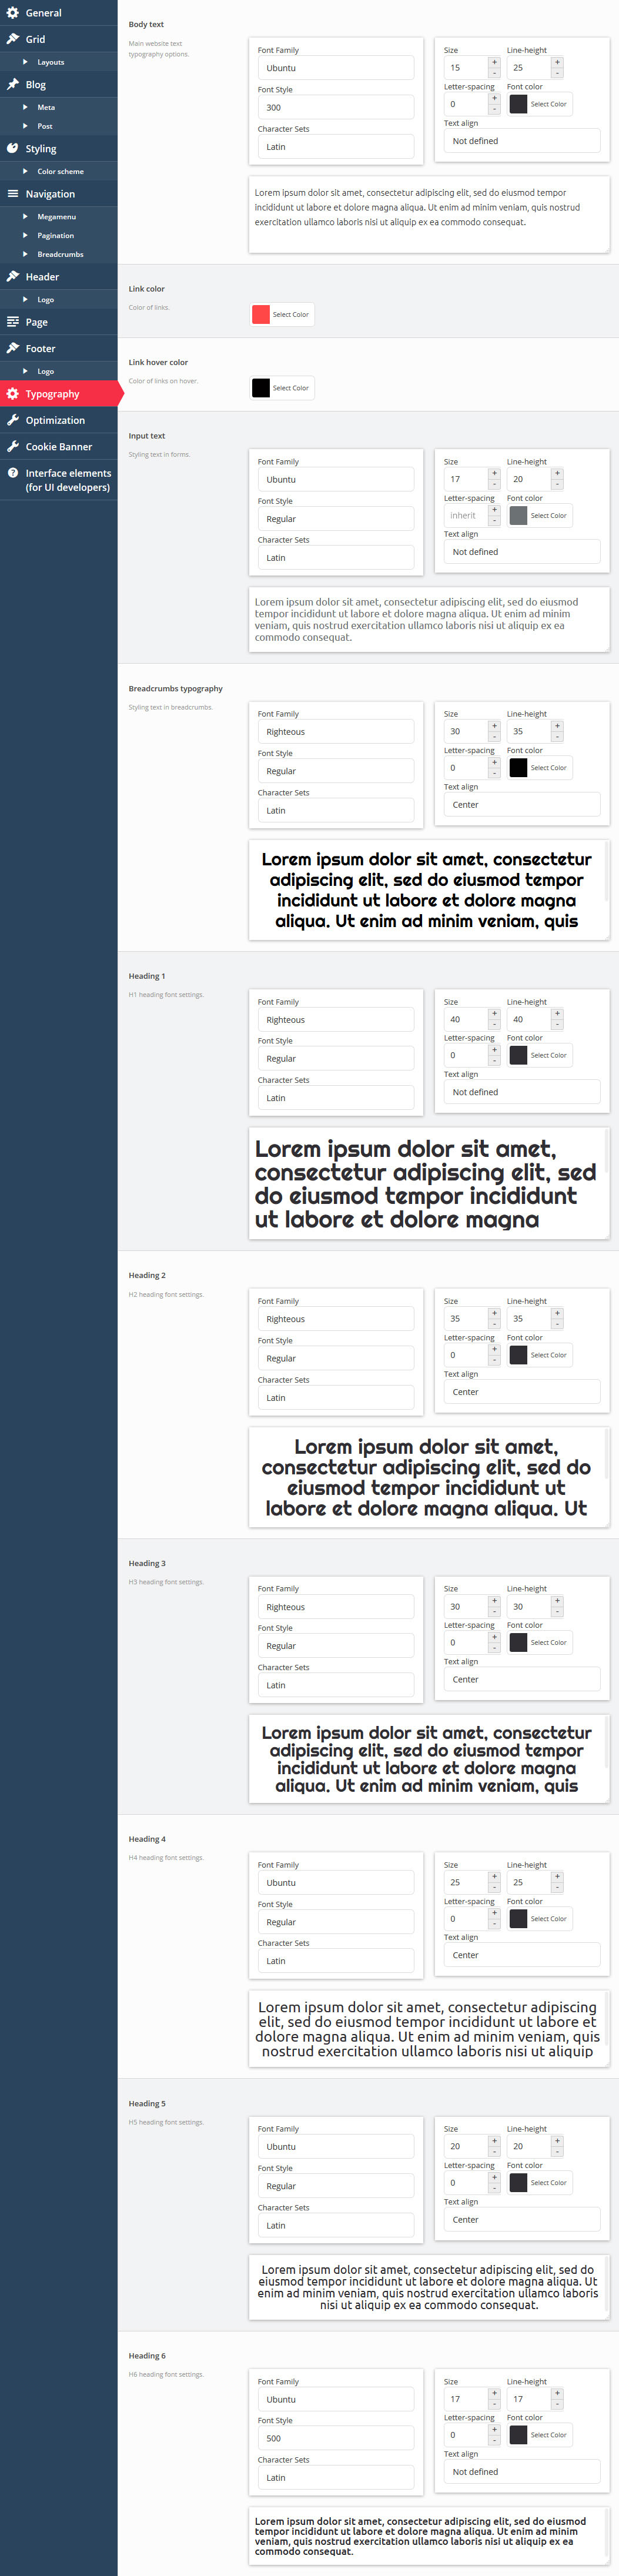 General
Grid
Layouts
Blog
Meta
Post
Styling
Color scheme
Navigation
Megamenu
Pagination
Breadcrumbs
Header
Logo
Page
Footer
Logo
Typography
Optimization
Cookie Banner
Interface elements
(for UI developers)
Body text
Main website text
typography options.
Font Family
Ubuntu
Font Style
300
Character Sets
Latin
Size Line-height
15 + - 25 + -
Letter-spacing Font color
0 + - Select Color
Text align
Not defined
Lorem ipsum dolor sit amet, consectetur adipiscing elit, sed do eiusmod tempor
incididunt ut labore et dolore magna aliqua. Ut enim ad minim veniam, quis nostrud
exercitation ullamco laboris nisi ut aliquip ex ea commodo consequat.
Link color
Color of links.
Select Color
Link hover color
Color of links on hover.
Select Color
Input text
Styling text in forms.
Font Family
Ubuntu
Font Style
Regular
Character Sets
Latin
Size Line-height
17 + - 20 + -
Letter-spacing Font color
inherit + - Select Color
Text align
Not defined
Lorem ipsum dolor sit amet, consectetur adipiscing elit, sed do eiusmod
tempor incididunt ut labore et dolore magna aliqua. Ut enim ad minim
veniam, quis nostrud exercitation ullamco laboris nisi ut aliquip ex ea
commodo consequat.
Breadcrumbs typography
Styling text in breadcrumbs.
Font Family
Righteous
Font Style
Regular
Character Sets
Latin
Size Line-height
30 + - 35 + -
Letter-spacing Font color
0 + - Select Color
Text align
Center
Lorem ipsum dolor sit amet, consectetur
adipiscing elit, sed do eiusmod tempor
incididunt ut labore et dolore magna
aliqua. Ut enim ad minim veniam, quis
Heading 1
H1 heading font settings.
Font Family
Righteous
Font Style
Regular
Character Sets
Latin
Size Line-height
40 + - 40 + -
Letter-spacing Font color
0 + - Select Color
Text align
Not defined
Lorem ipsum dolor sit amet,
consectetur adipiscing elit, sed
do eiusmod tempor incididunt
ut labore et dolore magna
Heading 2
H2 heading font settings.
Font Family
Righteous
Font Style
Regular
Character Sets
Latin
Size Line-height
35 + - 35 + -
Letter-spacing Font color
0 + - Select Color
Text align
Center
Lorem ipsum dolor sit amet,
consectetur adipiscing elit, sed do
eiusmod tempor incididunt ut
labore et dolore magna aliqua. Ut
Heading 3
H3 heading font settings.
Font Family
Righteous
Font Style
Regular
Character Sets
Latin
Size Line-height
30 + - 30 + -
Letter-spacing Font color
0 + - Select Color
Text align
Center
Lorem ipsum dolor sit amet, consectetur
adipiscing elit, sed do eiusmod tempor
incididunt ut labore et dolore magna
aliqua. Ut enim ad minim veniam, quis
Heading 4
H4 heading font settings.
Font Family
Ubuntu
Font Style
Regular
Character Sets
Latin
Size Line-height
25 + - 25 + -
Letter-spacing Font color
0 + - Select Color
Text align
Center
Lorem ipsum dolor sit amet, consectetur adipiscing
elit, sed do eiusmod tempor incididunt ut labore et
dolore magna aliqua. Ut enim ad minim veniam, quis
nostrud exercitation ullamco laboris nisi ut aliquip
Heading 5
H5 heading font settings.
Font Family
Ubuntu
Font Style
Regular
Character Sets
Latin
Size Line-height
20 + - 20 + -
Letter-spacing Font color
0 + - Select Color
Text align
Center
Lorem ipsum dolor sit amet, consectetur adipiscing elit, sed do
eiusmod tempor incididunt ut labore et dolore magna aliqua. Ut
enim ad minim veniam, quis nostrud exercitation ullamco laboris
nisi ut aliquip ex ea commodo consequat.
Heading 6
H6 heading font settings.
Font Family
Ubuntu
Font Style
500
Character Sets
Latin
Size Line-height
17 + - 17 + -
Letter-spacing Font color
0 + - Select Color
Text align
Not defined
Lorem ipsum dolor sit amet, consectetur adipiscing elit, sed do eiusmod
tempor incididunt ut labore et dolore magna aliqua. Ut enim ad minim
veniam, quis nostrud exercitation ullamco laboris nisi ut aliquip ex ea
commodo consequat.